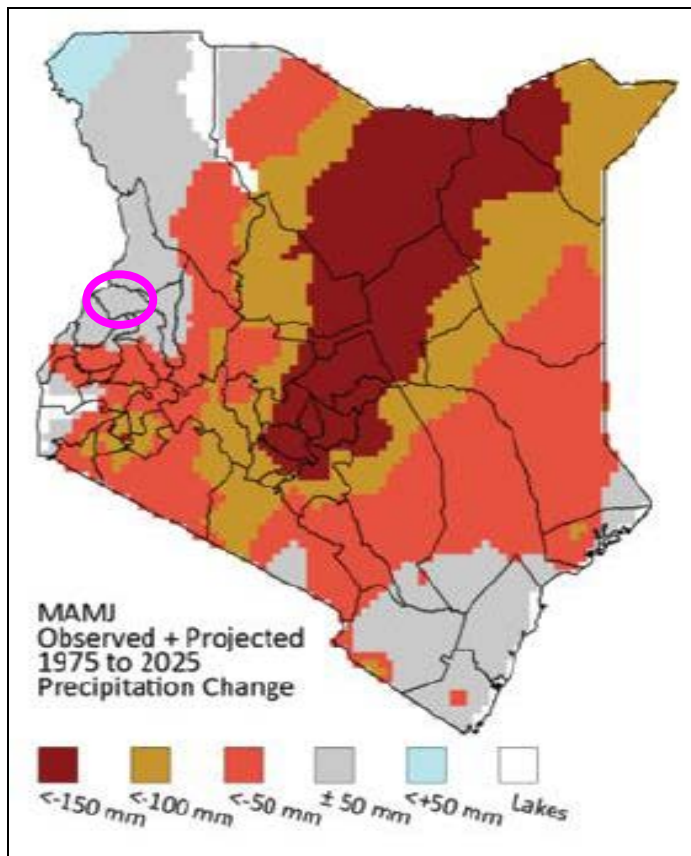 MAMJ
Observed + Projected
1975 to 2025
Precipitation Change
<-150 mm
<-100 mm
<-50 mm
± 50 mm
<+50 mm
Lakes